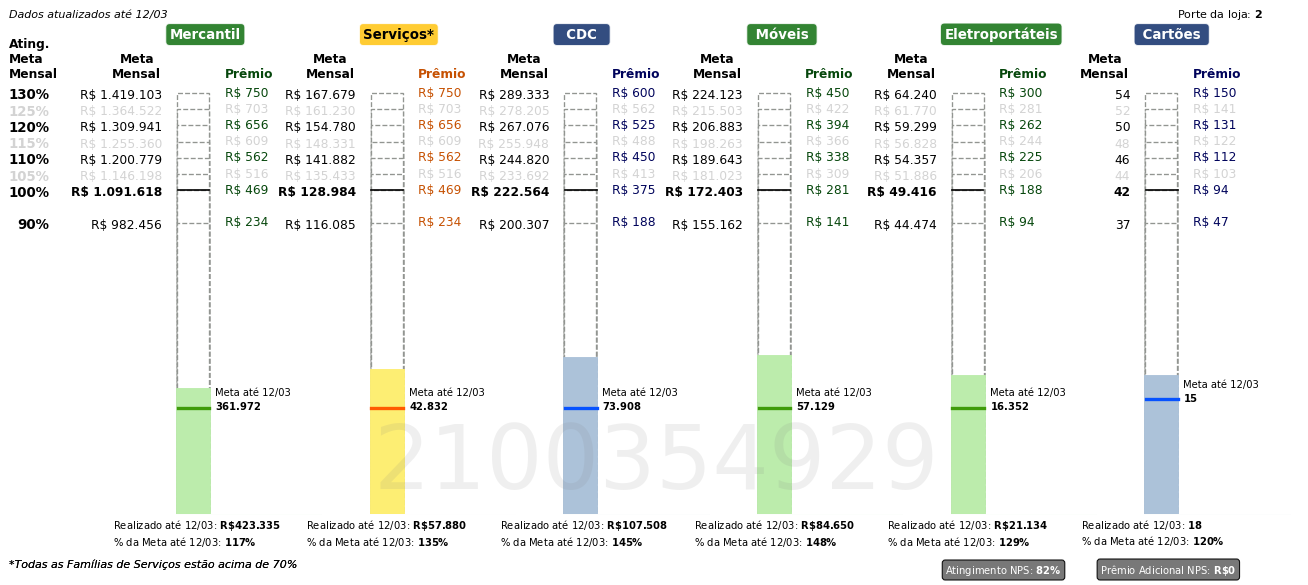 Dados atualizados até 12/03 Porte da loja: 2
Mercantil Serviços* CDC Móveis Eletroportáteis Cartões
Ating.
Meta Meta Meta Meta Meta Meta Meta
Mensal Mensal Prêmio Mensal Prêmio Mensal Prêmio Mensal Prêmio Mensal Prêmio Mensal Prêmio
130% R$ 1.419.103 R$ 750 R$ 167.679 R$ 750 R$ 289.333 R$ 600 R$ 224.123 R$ 450 R$ 64.240 R$ 300 54 R$ 150
125% R$ 1.364.522 R$ 703 R$ 161.230 R$ 703 R$ 278.205 R$ 562 R$ 215.503 R$ 422 R$ 61.770 R$ 281 52 R$ 141
120% R$ 1.309.941 R$ 656 R$ 154.780 R$ 656 R$ 267.076 R$ 525 R$ 206.883 R$ 394 R$ 59.299 R$ 262 50 R$ 131
115% R$ 1.255.360 R$ 609 R$ 148.331 R$ 609 R$ 255.948 R$ 488 R$ 198.263 R$ 366 R$ 56.828 R$ 244 48 R$ 122
110% R$ 1.200.779 R$ 562 R$ 141.882 R$ 562 R$ 244.820 R$ 450 R$ 189.643 R$ 338 R$ 54.357 R$ 225 46 R$ 112
105% R$ 1.146.198 R$ 516 R$ 135.433 R$ 516 R$ 233.692 R$ 413 R$ 181.023 R$ 309 R$ 51.886 R$ 206 44 R$ 103
100% R$ 1.091.618 R$ 469 R$ 128.984 R$ 469 R$ 222.564 R$ 375 R$ 172.403 R$ 281 R$ 49.416 R$ 188 42 R$ 94
90% R$ 982.456 R$ 234 R$ 116.085 R$ 234 R$ 200.307 R$ 188 R$ 155.162 R$ 141 R$ 44.474 R$ 94 37 R$ 47
Meta até 12/03 Meta até 12/03 Meta até 12/03 Meta até 12/03 Meta até 12/03 Meta até 12/03
361.972 42.832 73.908 57.129 16.352 15
2100354929
Realizado até 12/03: R$423.335 Realizado até 12/03: R$57.880 Realizado até 12/03: R$107.508 Realizado até 12/03: R$84.650 Realizado até 12/03: R$21.134 Realizado até 12/03: 18
% da Meta até 12/03: 117% % da Meta até 12/03: 135% % da Meta até 12/03: 145% % da Meta até 12/03: 148% % da Meta até 12/03: 129% % da Meta até 12/03: 120%
*Todas as Famílias de Serviços estão acima de 70% Atingimento NPS: 82% Prêmio Adicional NPS: R$0